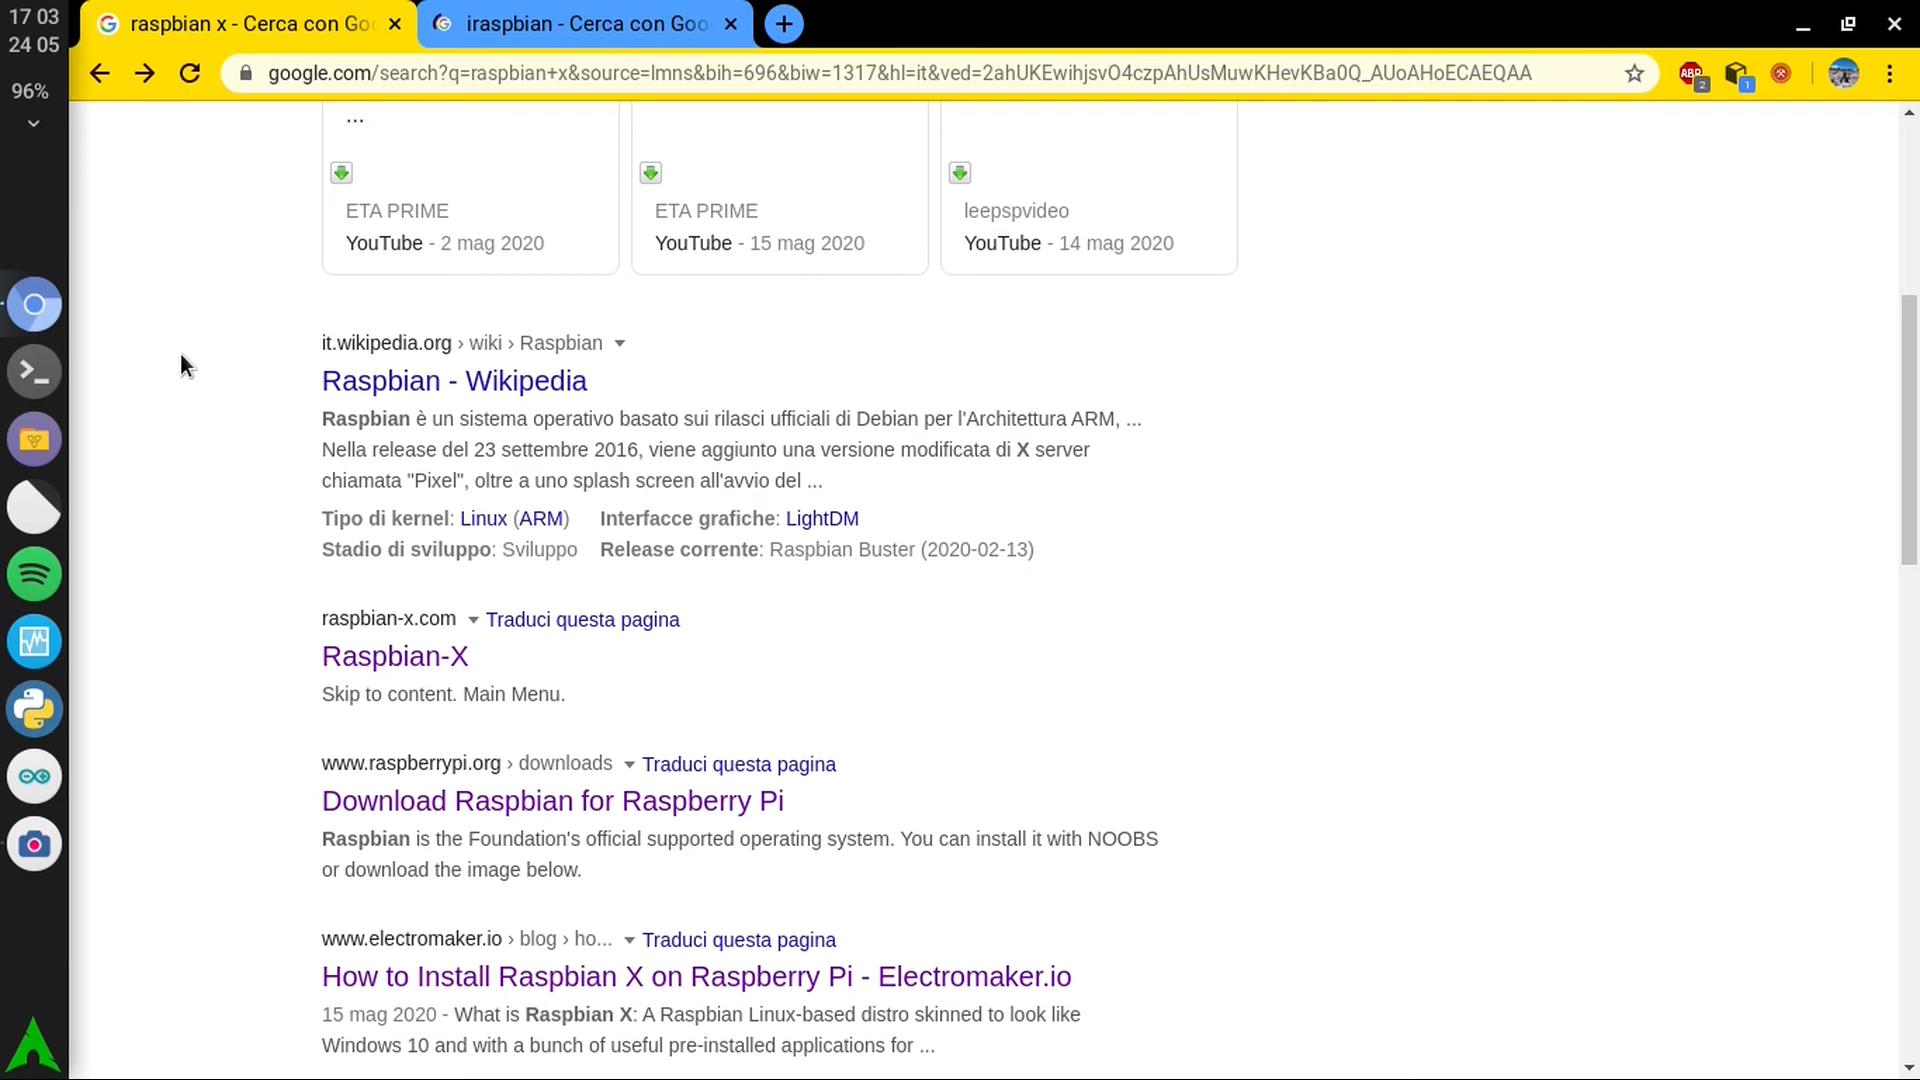 17 03
24 05
96%
raspbian x - Cerca con Goo
iraspbian - Cerca con Goo
google.com/search?q=raspbian+x&source=lmns&bih=696&biw=1317&hl=it&ved=2ahUKEwihjsvO4czpAhUsMuwKHevKBa0Q_AUoAHoECAEQAA
ABP
2
1
...
ETA PRIME
YouTube - 2 mag 2020
ETA PRIME
YouTube - 15 mag 2020
leepspvideo
YouTube - 14 mag 2020
it.wikipedia.org › wiki › Raspbian
Raspbian - Wikipedia
Raspbian è un sistema operativo basato sui rilasci ufficiali di Debian per l'Architettura ARM, ...
Nella release del 23 settembre 2016, viene aggiunto una versione modificata di X server
chiamata "Pixel", oltre a uno splash screen all'avvio del ...
Tipo di kernel: Linux (ARM) Interfacce grafiche: LightDM
Stadio di sviluppo: Sviluppo Release corrente: Raspbian Buster (2020-02-13)
raspbian-x.com Traduci questa pagina
Raspbian-X
Skip to content. Main Menu.
www.raspberrypi.org › downloads Traduci questa pagina
Download Raspbian for Raspberry Pi
Raspbian is the Foundation's official supported operating system. You can install it with NOOBS
or download the image below.
www.electromaker.io › blog › ho... Traduci questa pagina
How to Install Raspbian X on Raspberry Pi - Electromaker.io
15 mag 2020 - What is Raspbian X: A Raspbian Linux-based distro skinned to look like
Windows 10 and with a bunch of useful pre-installed applications for ...